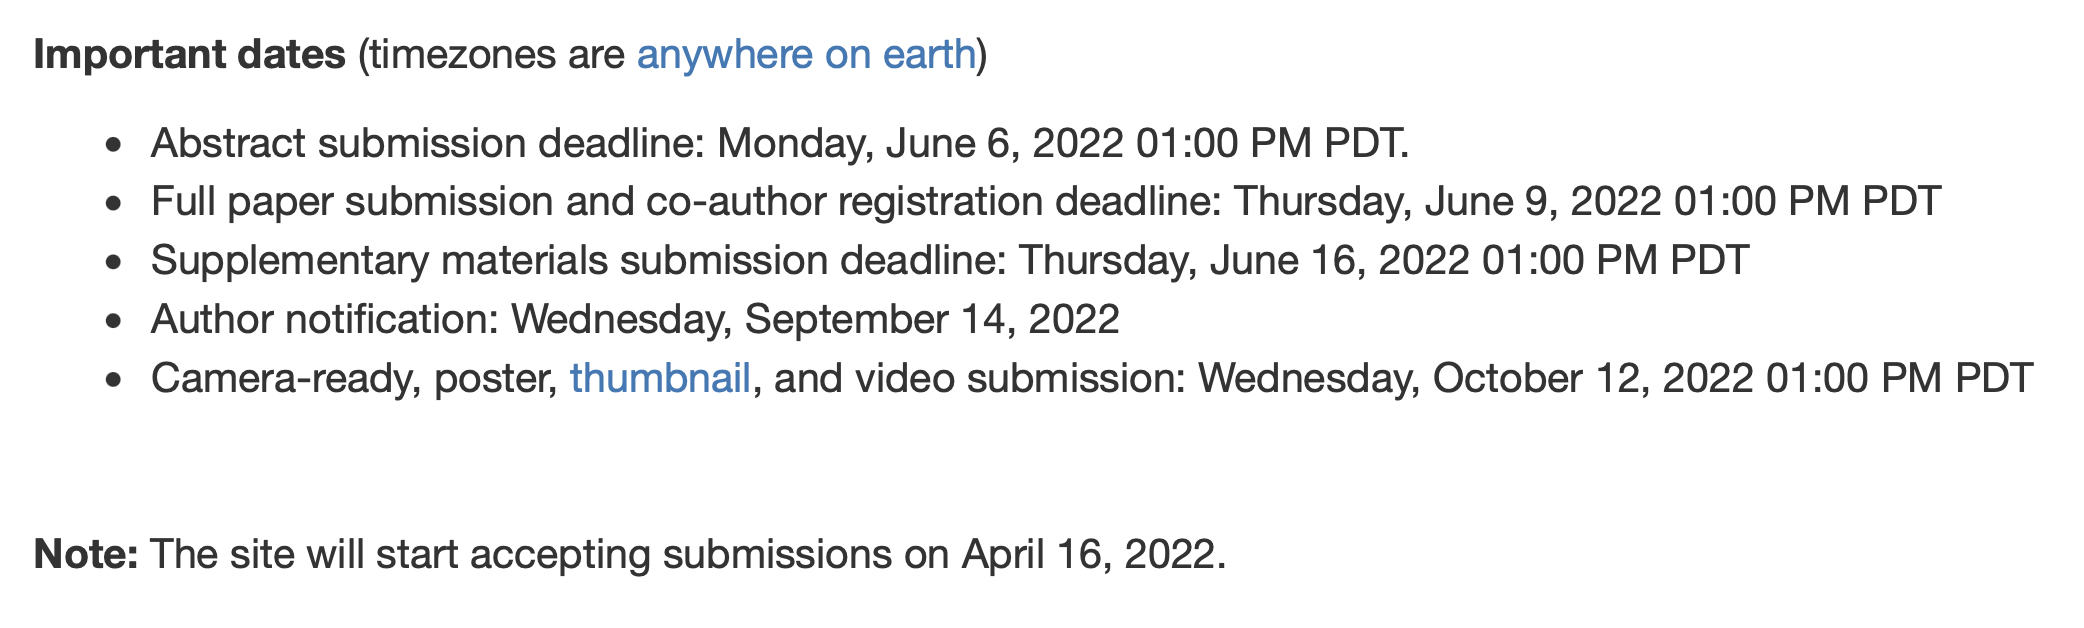 Important dates (timezones are anywhere on earth)
• Abstract submission deadline: Monday, June 6, 2022 01:00 PM PDT.
• Full paper submission and co-author registration deadline: Thursday, June 9, 2022 01:00 PM PDT
• Supplementary materials submission deadline: Thursday, June 16, 2022 01:00 PM PDT
• Author notification: Wednesday, September 14, 2022
• Camera-ready, poster, thumbnail, and video submission: Wednesday, October 12, 2022 01:00 PM PDT
Note: The site will start accepting submissions on April 16, 2022.